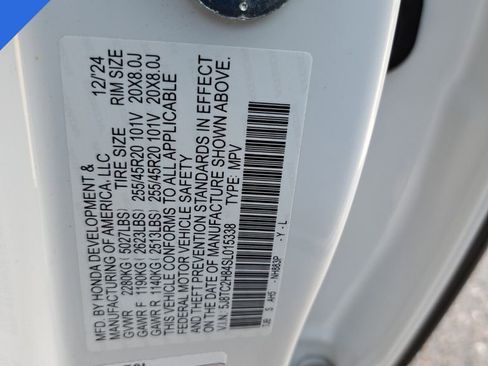 MFD. BY HONDA DEVELOPMENT & 12/'24
MANUFACTURING OF AMERICA, LLC
TIRE SIZE RIM SIZE
GVWR 2280KG( 5027LBS)
GAWR F 1190KG( 2623LBS) 255/45R20 101V 20X8.0J
GAWR R 1140KG( 2513LBS) 255/45R20 101V 20X8.0J
THIS VEHICLE CONFORMS TO ALL APPLICABLE
FEDERAL MOTOR VEHICLE SAFETY
AND THEFT PREVENTION STANDARDS IN EFFECT
ON THE DATE OF MANUFACTURE SHOWN ABOVE.
V.I.N: 5J8TC2H84SL015338 TYPE: MPV
S AH5 - NH883P - Y - L